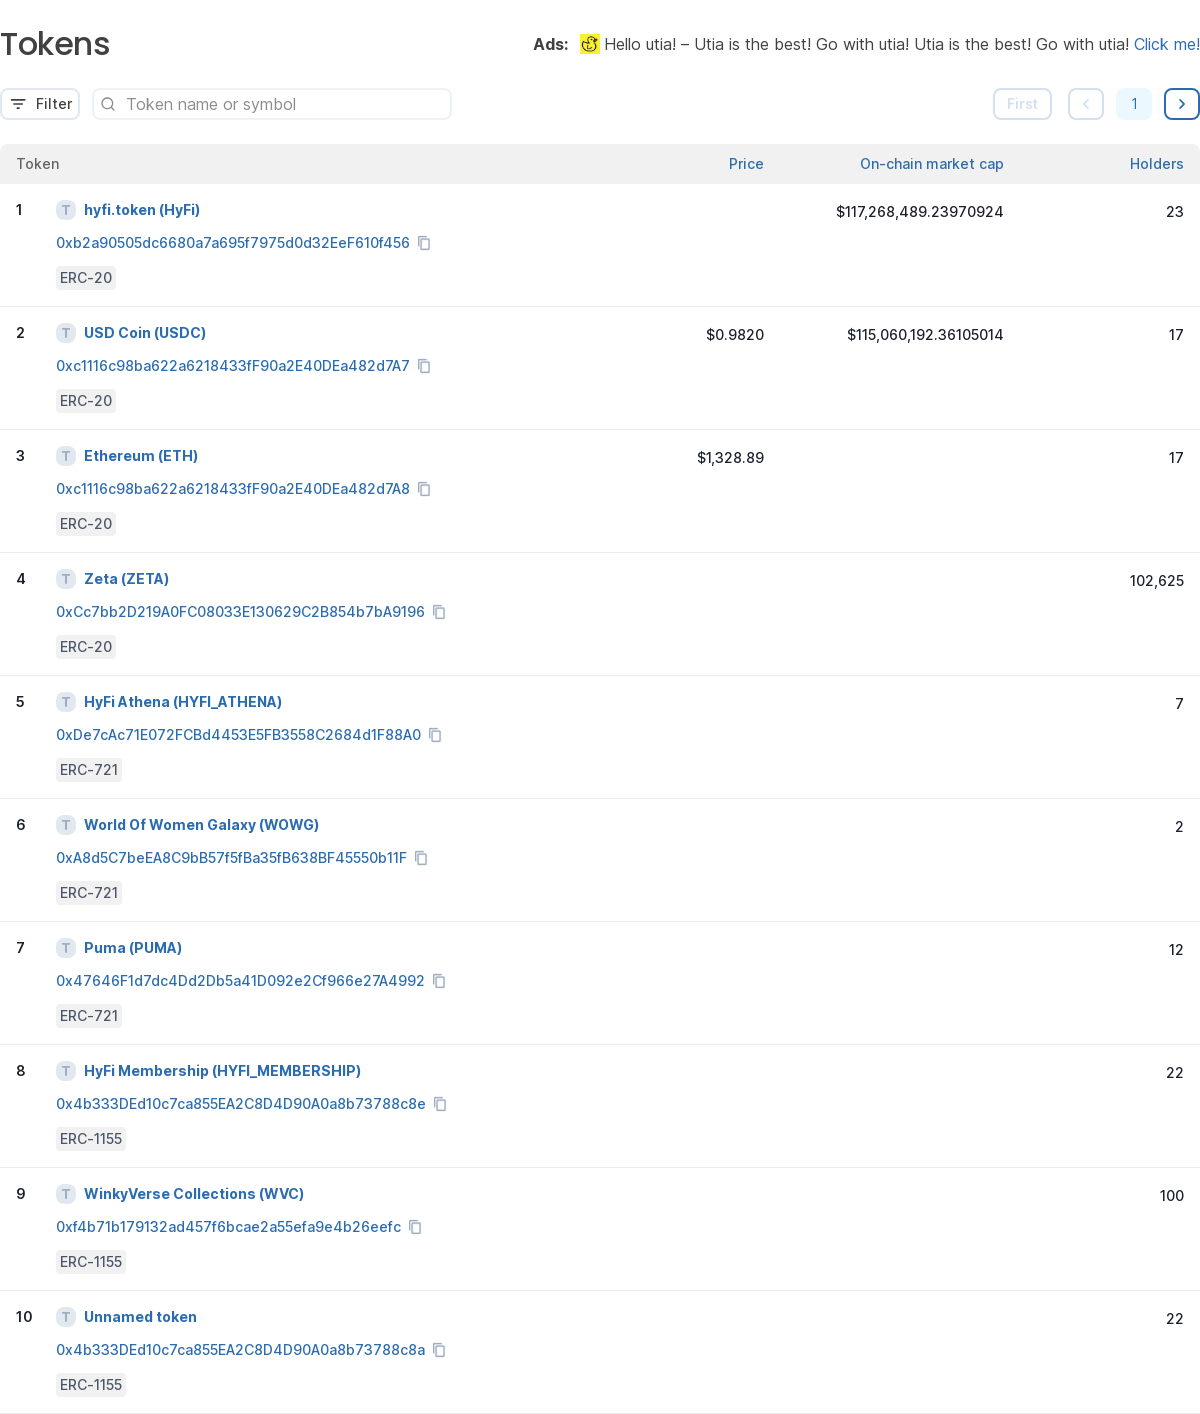 Tokens
Ads: Hello utia! – Utia is the best! Go with utia! Utia is the best! Go with utia! Click me!
Filter
Token name or symbol
First
1
Token Price On-chain market cap Holders
1 T hyfi.token (HyFi) $117,268,489.23970924 23
0xb2a90505dc6680a7a695f7975d0d32EeF610f456
ERC-20
2 T USD Coin (USDC) $0.9820 $115,060,192.36105014 17
0xc1116c98ba622a6218433fF90a2E40DEa482d7A7
ERC-20
3 T Ethereum (ETH) $1,328.89 17
0xc1116c98ba622a6218433fF90a2E40DEa482d7A8
ERC-20
4 T Zeta (ZETA) 102,625
0xCc7bb2D219A0FC08033E130629C2B854b7bA9196
ERC-20
5 T HyFi Athena (HYFI_ATHENA) 7
0xDe7cAc71E072FCBd4453E5FB3558C2684d1F88A0
ERC-721
6 T World Of Women Galaxy (WOWG) 2
0xA8d5C7beEA8C9bB57f5fBa35fB638BF45550b11F
ERC-721
7 T Puma (PUMA) 12
0x47646F1d7dc4Dd2Db5a41D092e2Cf966e27A4992
ERC-721
8 T HyFi Membership (HYFI_MEMBERSHIP) 22
0x4b333DEd10c7ca855EA2C8D4D90A0a8b73788c8e
ERC-1155
9 T WinkyVerse Collections (WVC) 100
0xf4b71b179132ad457f6bcae2a55efa9e4b26eefc
ERC-1155
10 T Unnamed token 22
0x4b333DEd10c7ca855EA2C8D4D90A0a8b73788c8a
ERC-1155